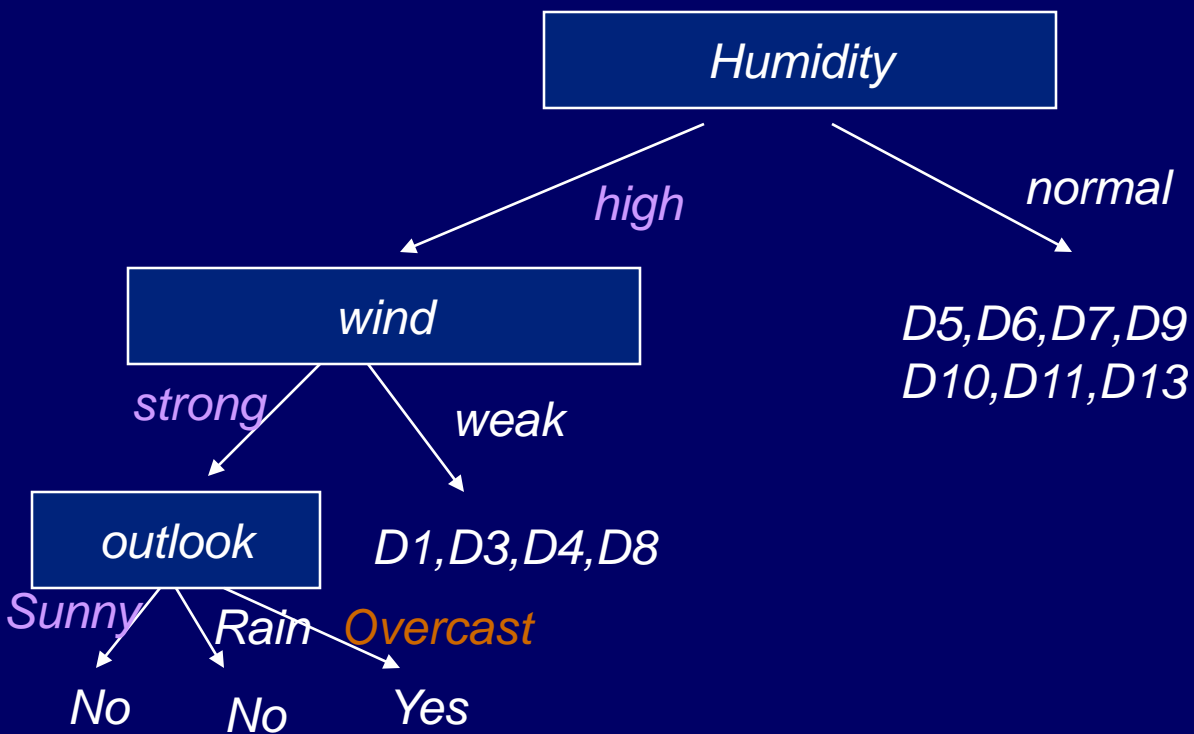 Humidity
high
normal
wind
D5,D6,D7,D9
D10,D11,D13
strong
weak
outlook
D1,D3,D4,D8
Sunny
Rain
Overcast
No
No
Yes